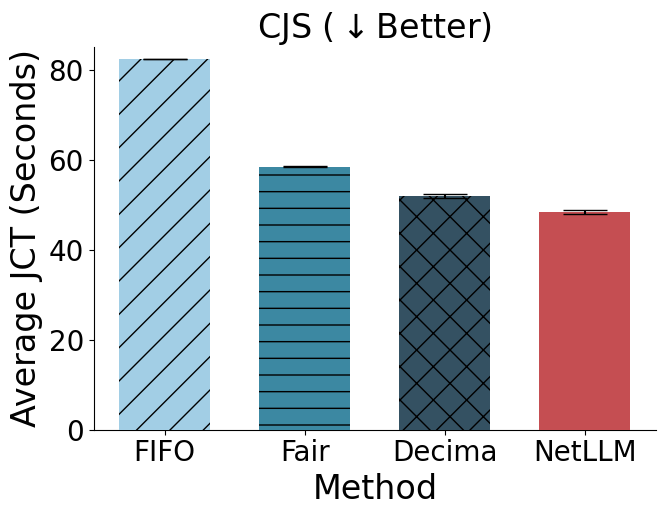 CJS ( ↓ Better)
Average JCT (Seconds)
80
60
40
20
0
FIFO
Fair
Decima
NetLLM
Method